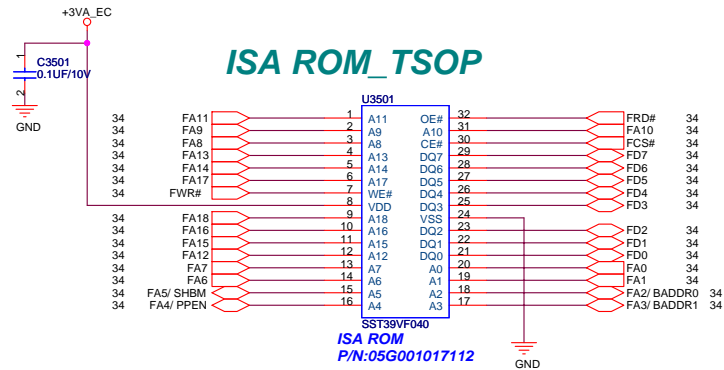 +3VA_EC
ISA ROM_TSOP
1
C3501
0.1UF/10V
2
GND
U3501
34 FA11 1 A11 OE# 32 FRD# 34
34 FA9 2 A9 A10 31 FA10 34
34 FA8 3 A8 CE# 30 FCS# 34
34 FA13 4 A13 DQ7 29 FD7 34
34 FA14 5 A14 DQ6 28 FD6 34
34 FA17 6 A17 DQ5 27 FD5 34
34 FWR# 7 WE# DQ4 26 FD4 34
8 VDD DQ3 25 FD3 34
34 FA18 9 A18 VSS 24
34 FA16 10 A16 DQ2 23 FD2 34
34 FA15 11 A15 DQ1 22 FD1 34
34 FA12 12 A12 DQ0 21 FD0 34
34 FA7 13 A7 A0 20 FA0 34
34 FA6 14 A6 A1 19 FA1 34
34 FA5/ SHBM 15 A5 A2 18 FA2/ BADDR0 34
34 FA4/ PPEN 16 A4 A3 17 FA3/ BADDR1 34
SST39VF040
ISA ROM
P/N:05G001017112
GND